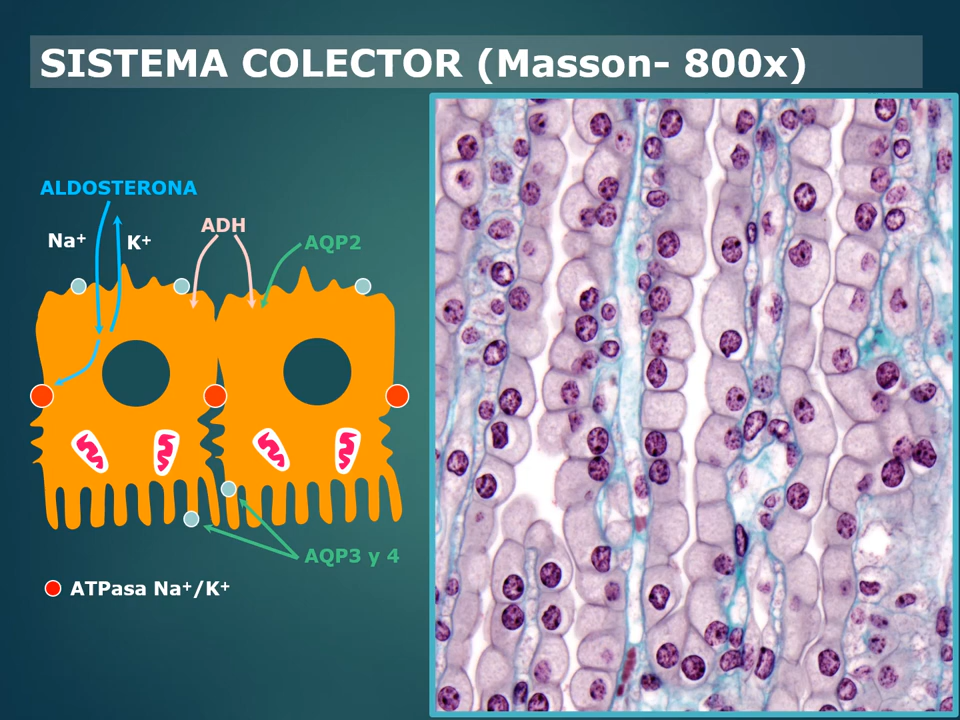 SISTEMA COLECTOR (Masson- 800x)
ALDOSTERONA
Na⁺
K⁺
ADH
AQP2
AQP3 y 4
ATPasa Na⁺/K⁺